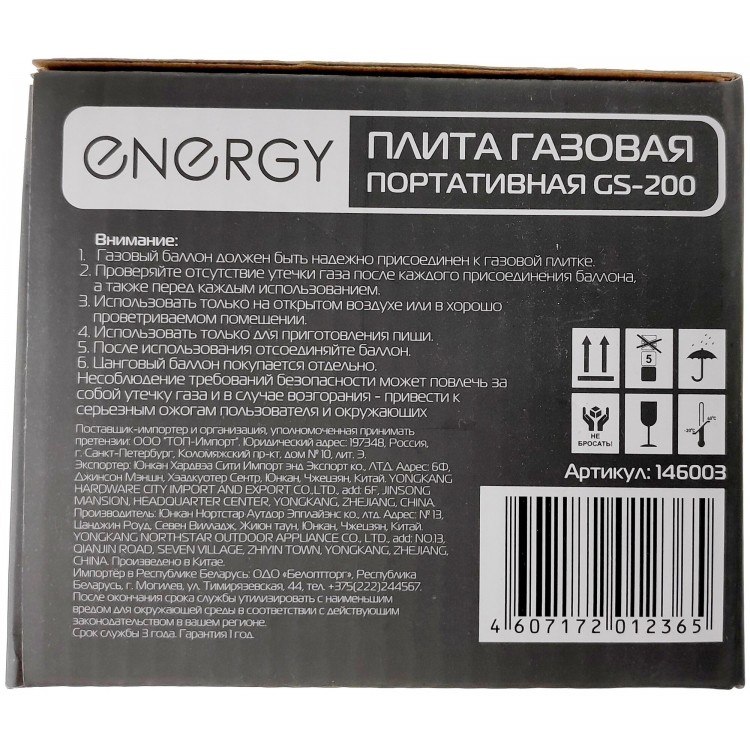 energy
ПЛИТА ГАЗОВАЯ
ПОРТАТИВНАЯ GS-200
Внимание:
1. Газовый баллон должен быть надежно присоединен к газовой плитке.
2. Проверяйте отсутствие утечки газа после каждого присоединения баллона,
а также перед каждым использованием.
3. Использовать только на открытом воздухе или в хорошо
проветриваемом помещении.
4. Использовать только для приготовления пищи.
5. После использования отсоединяйте баллон.
6. Цанговый баллон покупается отдельно.
Несоблюдение требований безопасности может повлечь за
собой утечку газа и в случае возгорания - привести к
серьезным ожогам пользователя и окружающих
Поставщик-импортер и организация, уполномоченная принимать
претензии: ООО "ТОП-Импорт". Юридический адрес: 197348, Россия,
г. Санкт-Петербург, Коломяжский пр-кт, дом № 10, лит. Э.
Экспортер: Юнкан Хардвэа Сити Импорт энд Экспорт ко., ЛТД. Адрес: 6Ф,
Джинсон Мэншн, Хэадкуотер Сентр, Юнкан, Чжецзян, Китай. YONGKANG
HARDWARE CITY IMPORT AND EXPORT CO.,LTD., add: 6F, JINSONG
MANSION, HEADQUARTER CENTER, YONGKANG, ZHEJIANG, CHINA.
Производитель: Юнкан Нортстар Аутдор Эпплайэнс ко., лтд. Адрес: № 13,
Цанджин Роуд, Севен Вилладж, Жиюн таун, Юнкан, Чжецзян, Китай.
YONGKANG NORTHSTAR OUTDOOR APPLIANCE CO., LTD., add: NO.13,
QIANJIN ROAD, SEVEN VILLAGE, ZHIYIN TOWN, YONGKANG, ZHEJIANG,
CHINA. Произведено в Китае.
Импортёр в Республике Беларусь: ОДО «Белоптторг», Республика
Беларусь, г. Могилев, ул. Тимирязевская, 44, тел. +375(222)244567.
После окончания срока службы утилизировать с наименьшим
вредом для окружающей среды в соответствии с действующим
законодательством в вашем регионе.
Срок службы 3 года. Гарантия 1 год.
5
НЕ
БРОСАТЬ!
Артикул: 146003
4 607172 012365